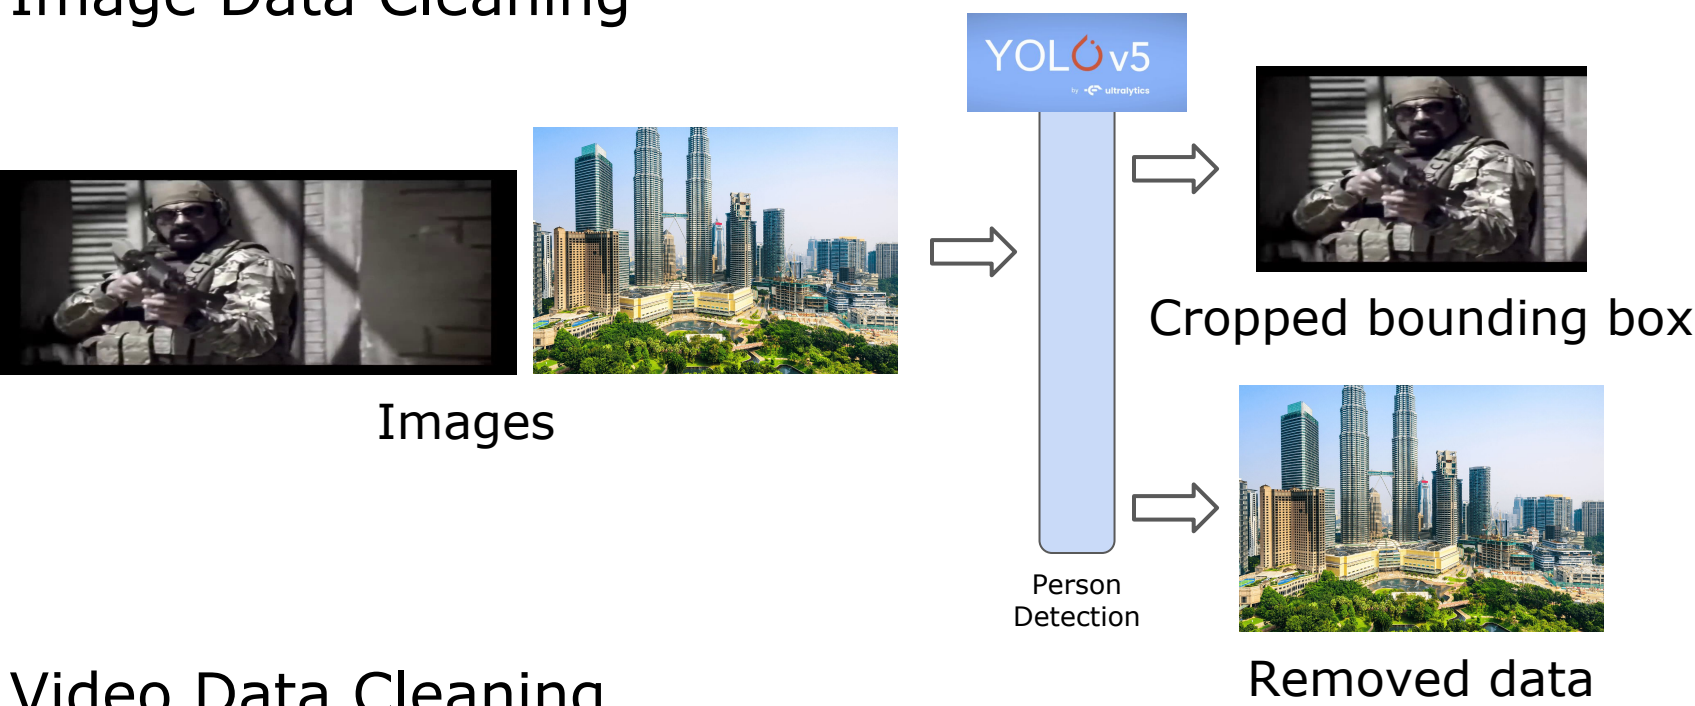 Image Data Cleaning
YOLOv5
by ultralytics
Cropped bounding box
Images
Person
Detection
Removed data
Video Data Cleaning